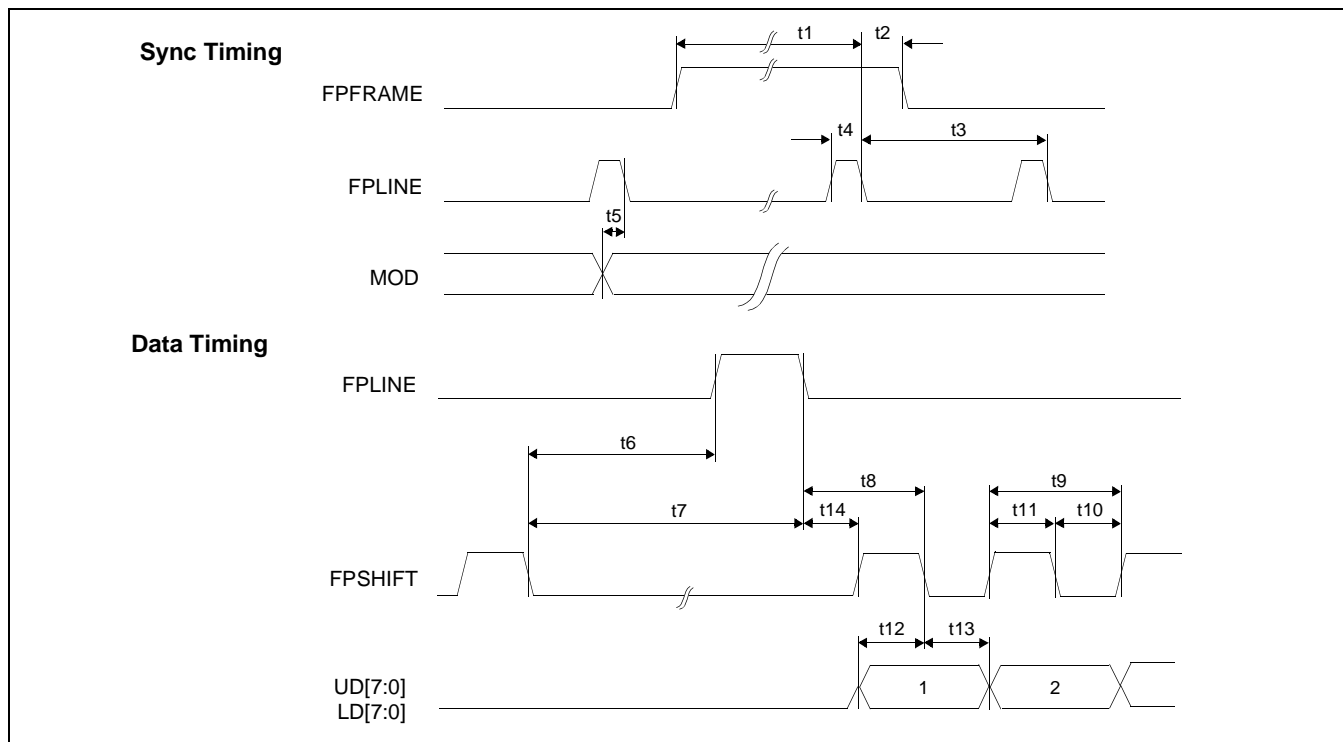 Sync Timing
t1
t2
FPFRAME
t4
t3
FPLINE
t5
MOD
Data Timing
FPLINE
t6
t8
t9
t7
t14
t11
t10
FPSHIFT
t12
t13
UD[7:0]
1
2
LD[7:0]